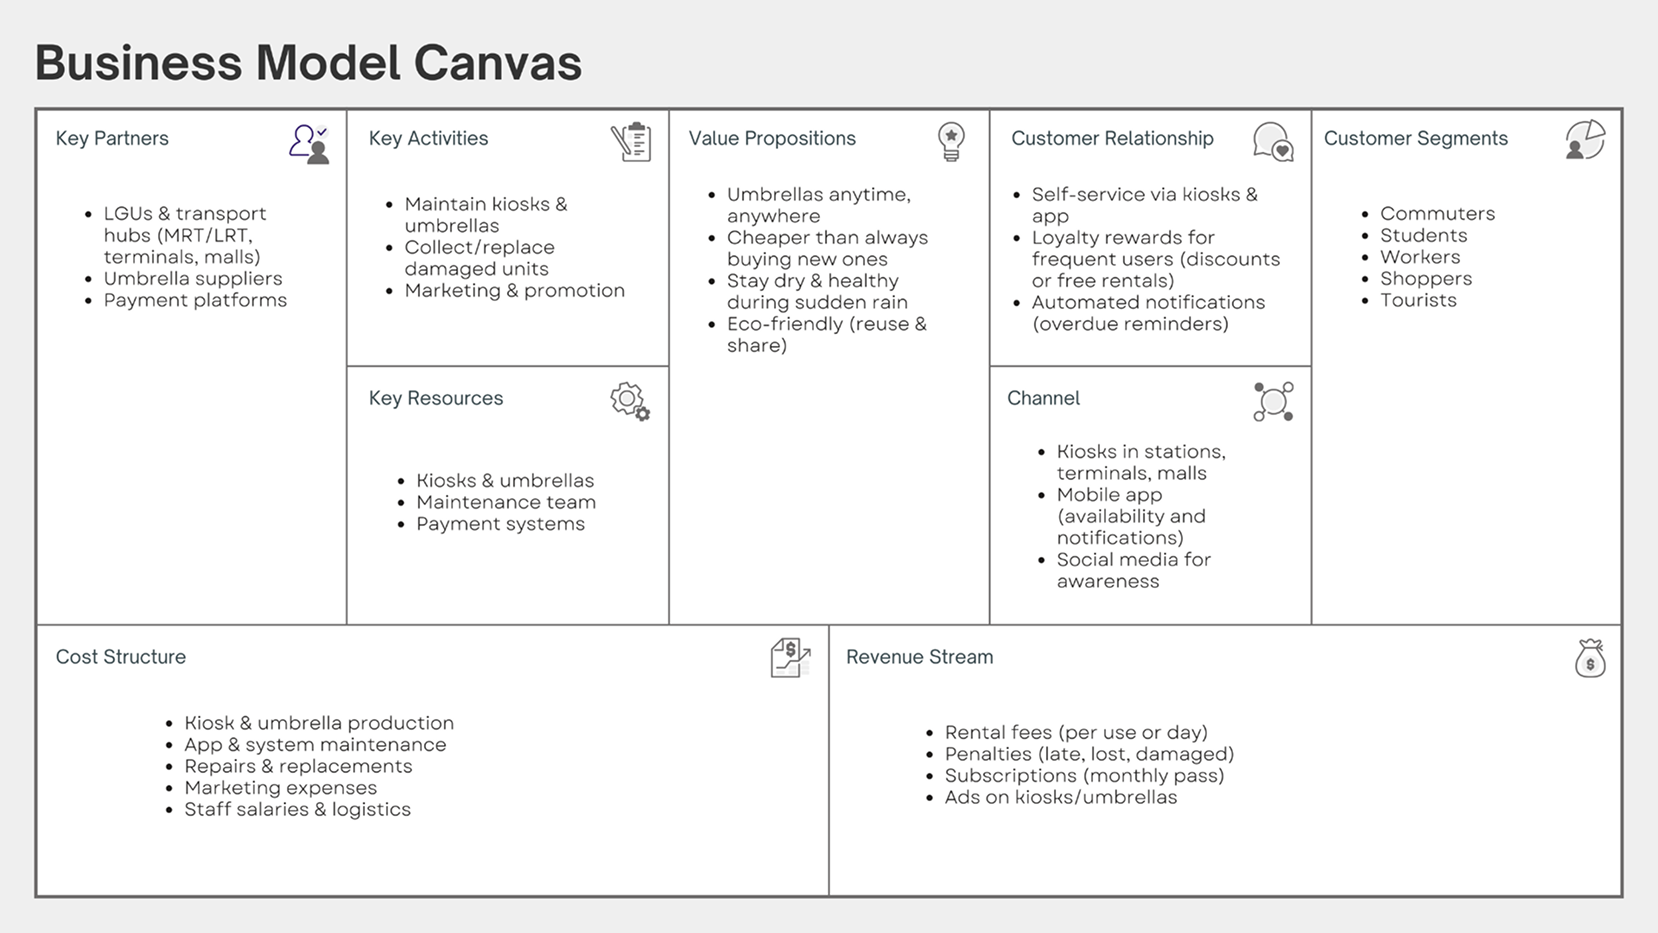 Business Model Canvas
Key Partners
• LGUs & transport
hubs (MRT/LRT,
terminals, malls)
• Umbrella suppliers
• Payment platforms
Key Activities
• Maintain kiosks &
umbrellas
• Collect/replace
damaged units
• Marketing & promotion
Key Resources
• Kiosks & umbrellas
• Maintenance team
• Payment systems
Value Propositions
• Umbrellas anytime,
anywhere
• Cheaper than always
buying new ones
• Stay dry & healthy
during sudden rain
• Eco-friendly (reuse &
share)
Customer Relationship
• Self-service via kiosks &
app
• Loyalty rewards for
frequent users (discounts
or free rentals)
• Automated notifications
(overdue reminders)
Channel
• Kiosks in stations,
terminals, malls
• Mobile app
(availability and
notifications)
• Social media for
awareness
Customer Segments
• Commuters
• Students
• Workers
• Shoppers
• Tourists
Cost Structure
$
• Kiosk & umbrella production
• App & system maintenance
• Repairs & replacements
• Marketing expenses
• Staff salaries & logistics
Revenue Stream
$
• Rental fees (per use or day)
• Penalties (late, lost, damaged)
• Subscriptions (monthly pass)
• Ads on kiosks/umbrellas